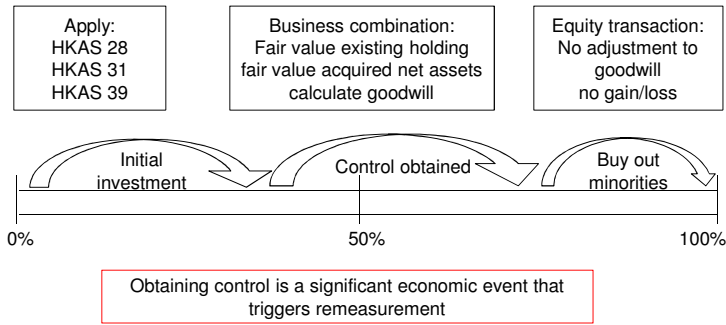 Apply:
HKAS 28
HKAS 31
HKAS 39
Business combination:
Fair value existing holding
fair value acquired net assets
calculate goodwill
Equity transaction:
No adjustment to
goodwill
no gain/loss
Initial
investment
Control obtained
Buy out
minorities
0%
50%
100%
Obtaining control is a significant economic event that
triggers remeasurement